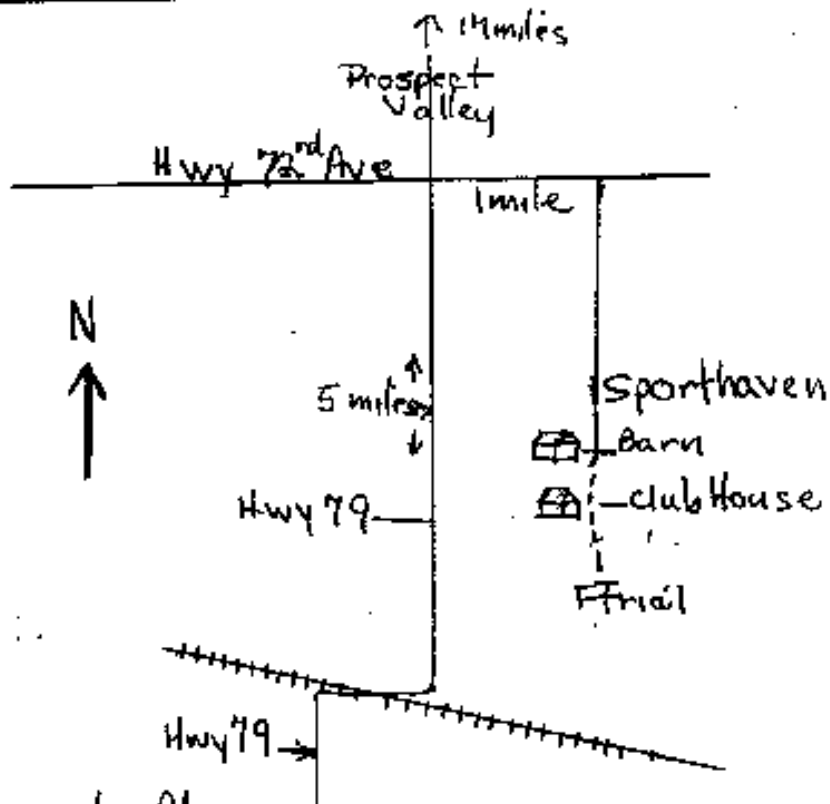 14 miles
Prospect
Valley
Hwy 72nd Ave
1 mile
N
5 miles
Sporthaven
Barn
Hwy 79
Club House
FTrial
Hwy 79